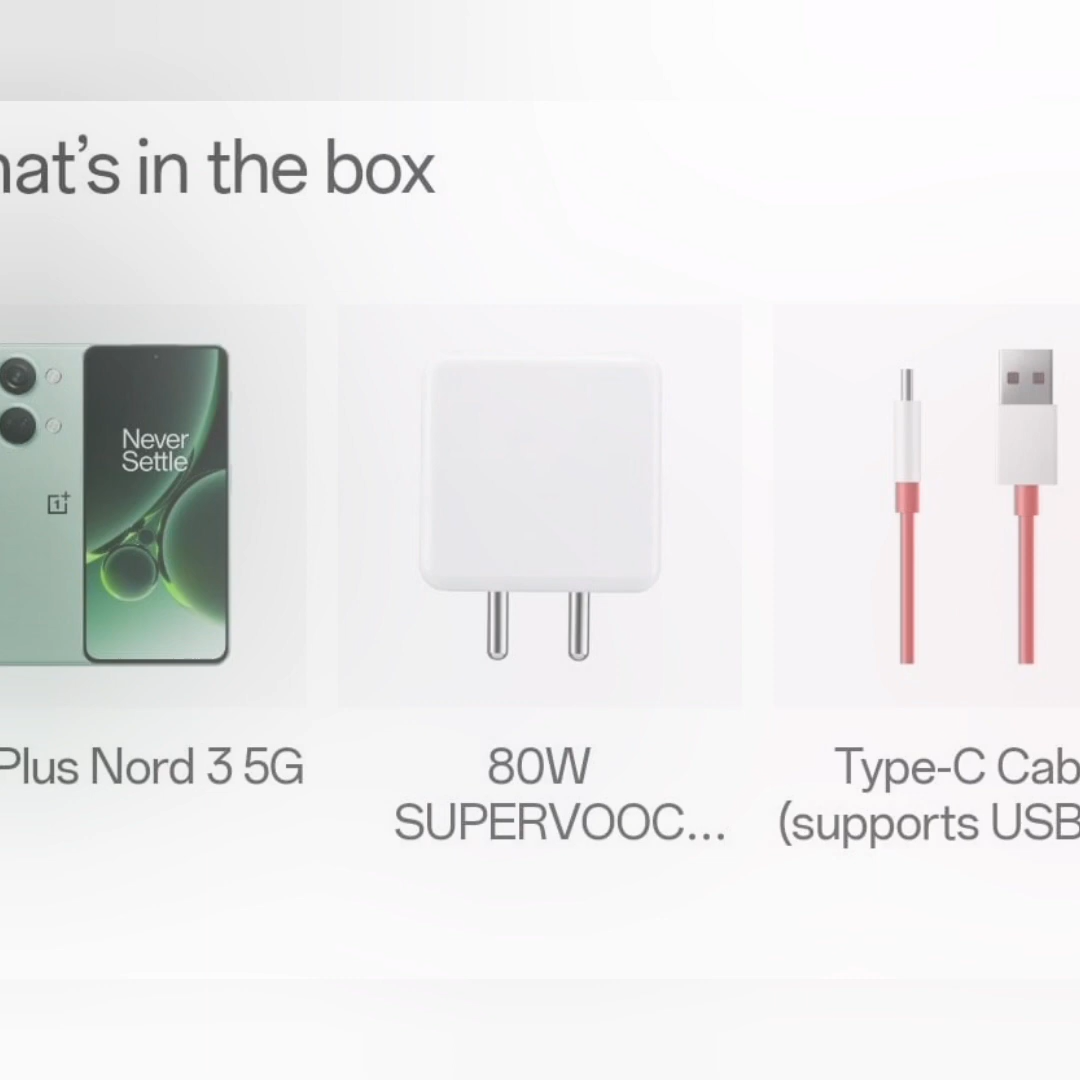 hat’s in the box
Never
Settle
Plus Nord 3 5G
80W
SUPERVOOC...
Type-C Cab
(supports USB